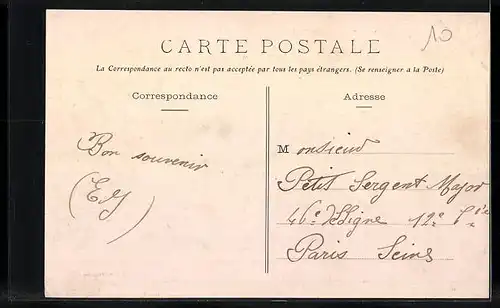 10
CARTE POSTALE
La Correspondance au recto n'est pas acceptée par tous les pays étrangers. (Se renseigner a la Poste)
Correspondance
Adresse
Bon souvenir
(EJ)
Monsieur
Petit Sergent Major
46e de Ligne 12e Cie
Paris Seine